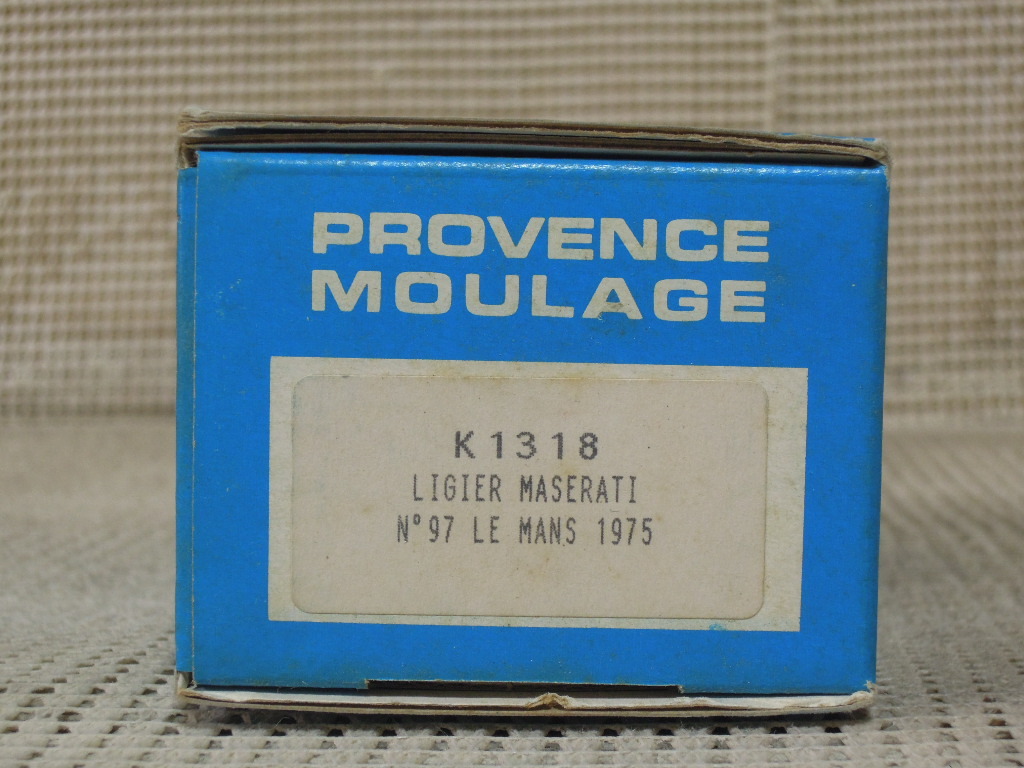 PROVENCE
MOULAGE
K1318
LIGIER MASERATI
N°97 LE MANS 1975